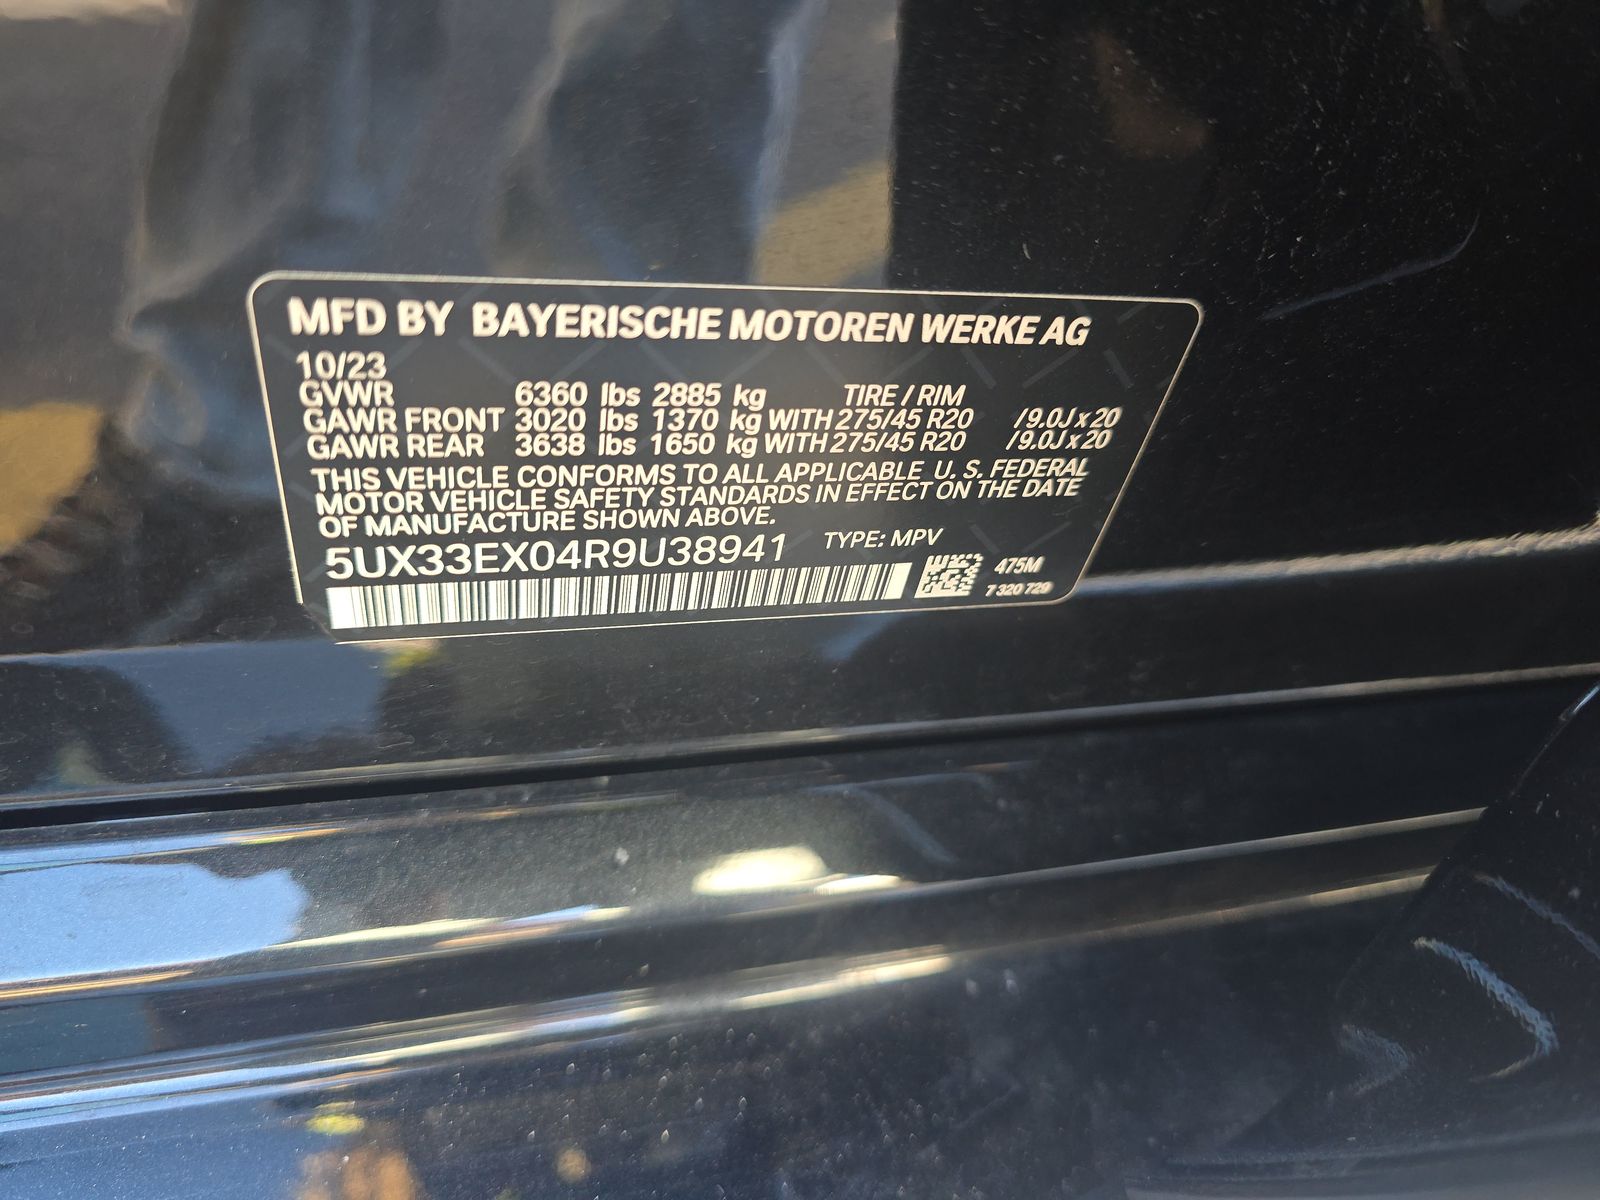 MFD BY BAYERISCHE MOTOREN WERKE AG
10/23
GVWR 6360 lbs 2885 kg TIRE / RIM
GAWR FRONT 3020 lbs 1370 kg WITH 275/45 R20 / 9.0J x 20
GAWR REAR 3638 lbs 1650 kg WITH 275/45 R20 / 9.0J x 20
THIS VEHICLE CONFORMS TO ALL APPLICABLE U. S. FEDERAL
MOTOR VEHICLE SAFETY STANDARDS IN EFFECT ON THE DATE
OF MANUFACTURE SHOWN ABOVE.
5UX33EX04R9U38941 TYPE: MPV
475M
7 320 729